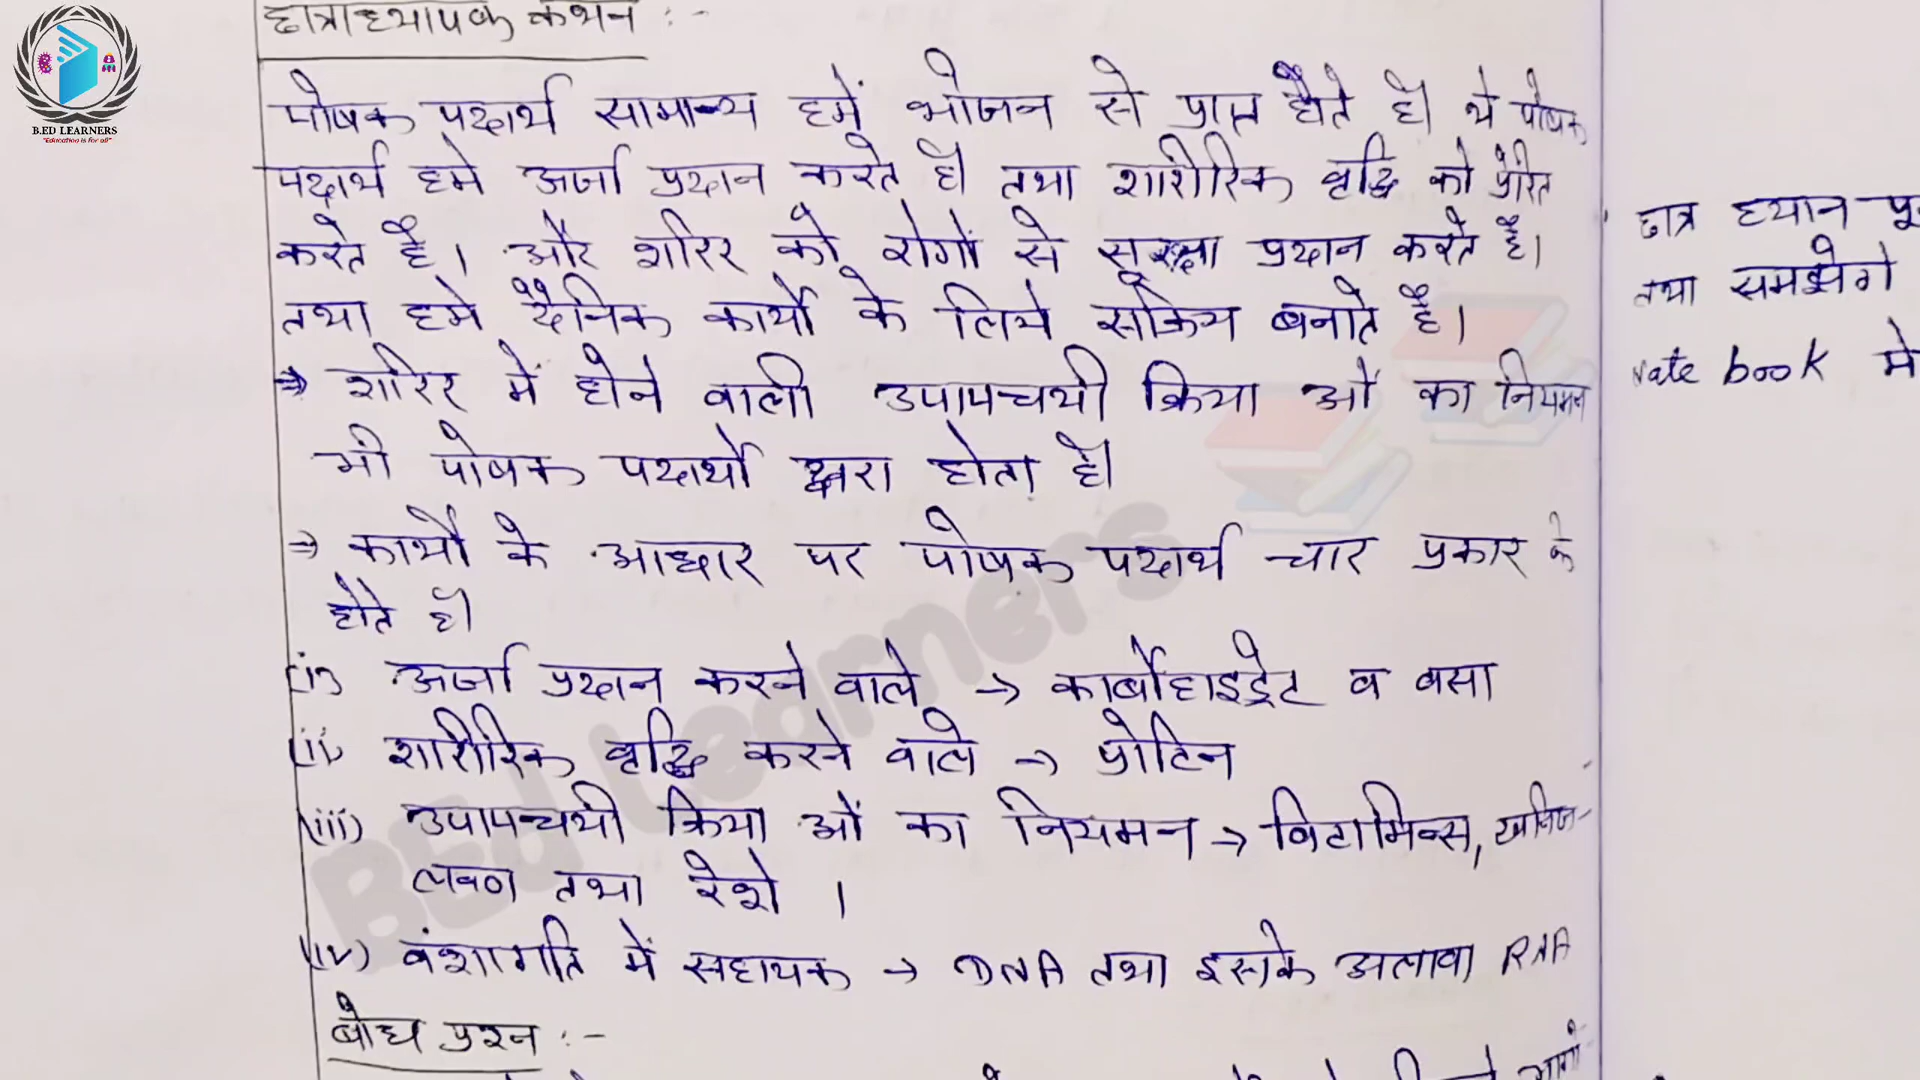 छात्राध्यापक कथन :-
पोषक पदार्थ सामान्य हमें भोजन से प्राप्त होते है। ये पोषक
पदार्थ हमे ऊर्जा प्रदान करते है। तथा शारीरिक वृद्धि को प्रेरित
करते है। और शरिर को रोगों से सूरक्षा प्रदान करते है।
तथा हमे दैनिक कार्यो के लिये सक्रिय बनाते है।
⇒ शरिर में होने वाली उपापचयी क्रिया ओं का नियमन
भी पोषक पदार्थो द्वारा होता है।
⇒ कार्यो के आधार पर पोषक पदार्थ चार प्रकार के
होते है।
(i) ऊर्जा प्रदान करने वाले → कार्बोहाइड्रेट व वसा
(ii) शारीरिक वृद्धि करने वाले → प्रोटिन
(iii) उपापचयी क्रिया ओं का नियमन → विटामिन्स, खनिज-
लवण तथा रेशे ।
(iv) वंशागति में सहायक → DNA तथा इसके अलावा RNA
बोध प्रश्न :-
छात्र ध्यान पू
तथा समझेगे
Note book मे
B.ED LEARNERS
"Education is for all"
BEd Learners